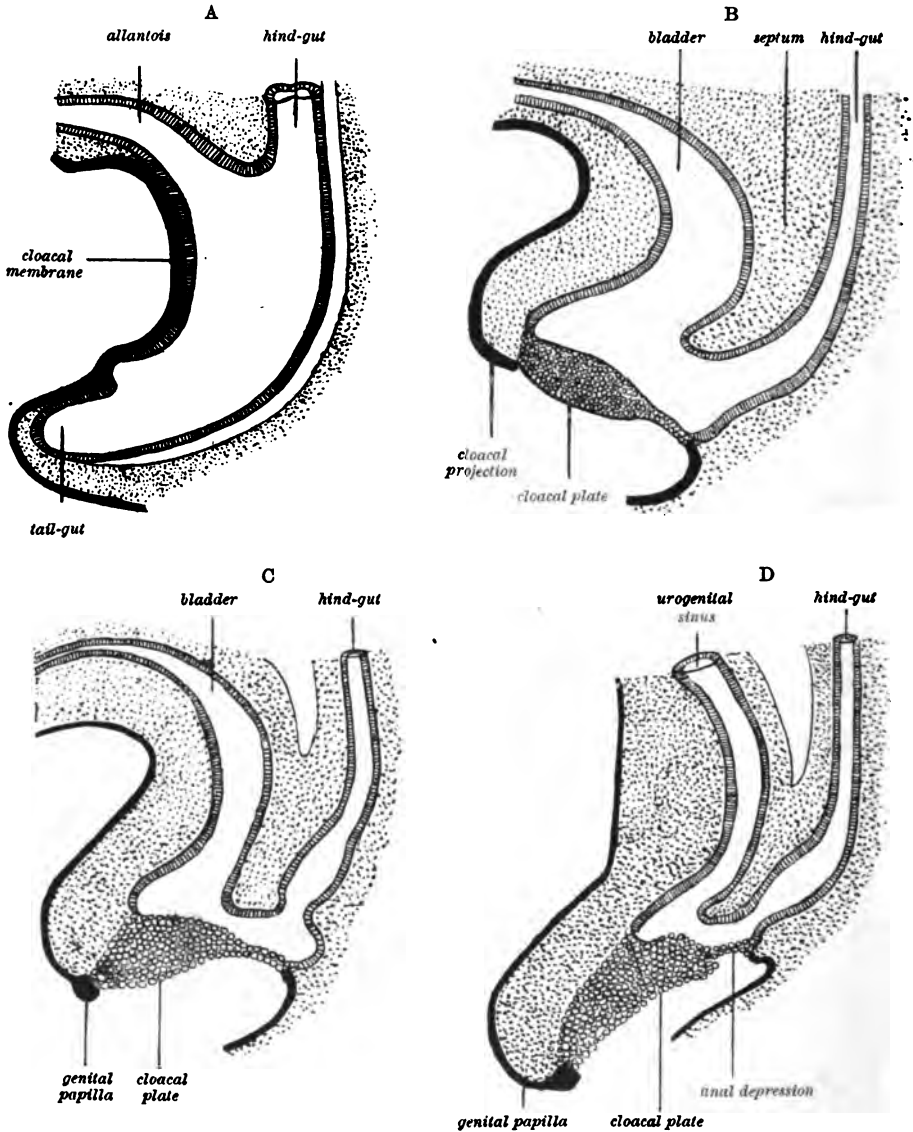 A
allantois hind-gut
cloacal
membrane
tail-gut
B
bladder septum hind-gut
cloacal
projection
cloacal plate
C
bladder hind-gut
genital
papilla
cloacal
plate
D
urogenital
sinus
hind-gut
anal depression
genital papilla cloacal plate